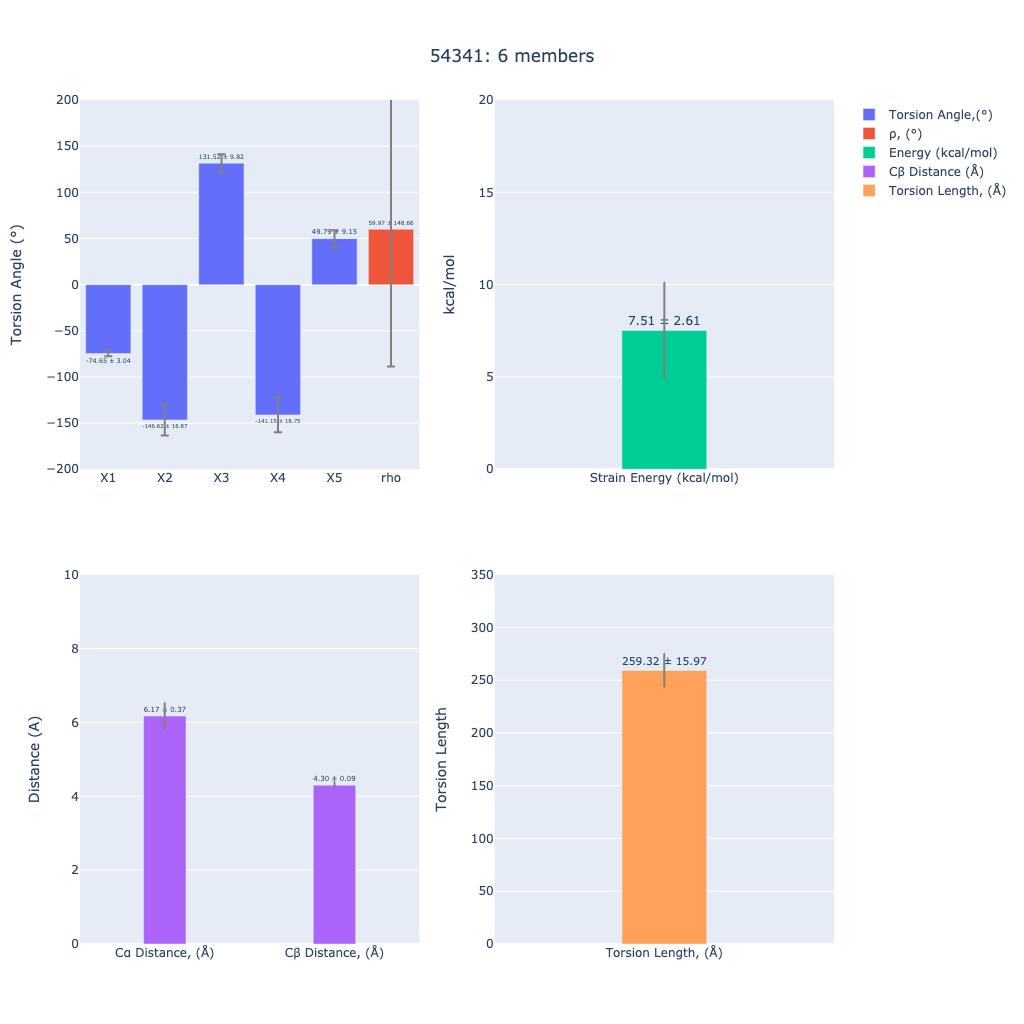 54341: 6 members
Torsion Angle (°)
200
150
100
50
0
−50
−100
−150
−200
-74.65 ± 3.04
-146.62 ± 16.87
131.52 ± 9.82
-141.15 ± 18.75
49.79 ± 9.15
59.97 ± 148.66
X1 X2 X3 X4 X5 rho
kcal/mol
20
15
10
5
0
7.51 ± 2.61
Strain Energy (kcal/mol)
Torsion Angle,(°)
ρ, (°)
Energy (kcal/mol)
Cβ Distance (Å)
Torsion Length, (Å)
Distance (A)
10
8
6
4
2
0
6.17 ± 0.37
4.30 ± 0.09
Cα Distance, (Å) Cβ Distance, (Å)
Torsion Length
350
300
250
200
150
100
50
0
259.32 ± 15.97
Torsion Length, (Å)